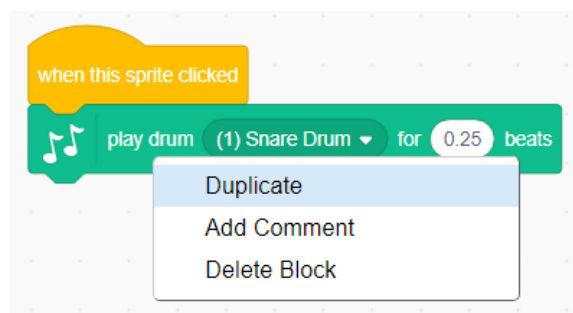 when this sprite clicked
play drum (1) Snare Drum for 0.25 beats
Duplicate
Add Comment
Delete Block